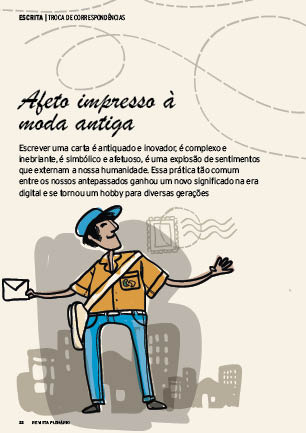 ESCRITA | TROCA DE CORRESPONDÊNCIAS
Afeto impresso à
moda antiga
Escrever uma carta é antiquado e inovador, é complexo e
inebriante, é simbólico e afetuoso, é uma explosão de sentimentos
que externam a nossa humanidade. Essa prática tão comum
entre os nossos antepassados ganhou um novo significado na era
digital e se tornou um hobby para diversas gerações
REVISTA PLENÁRIO